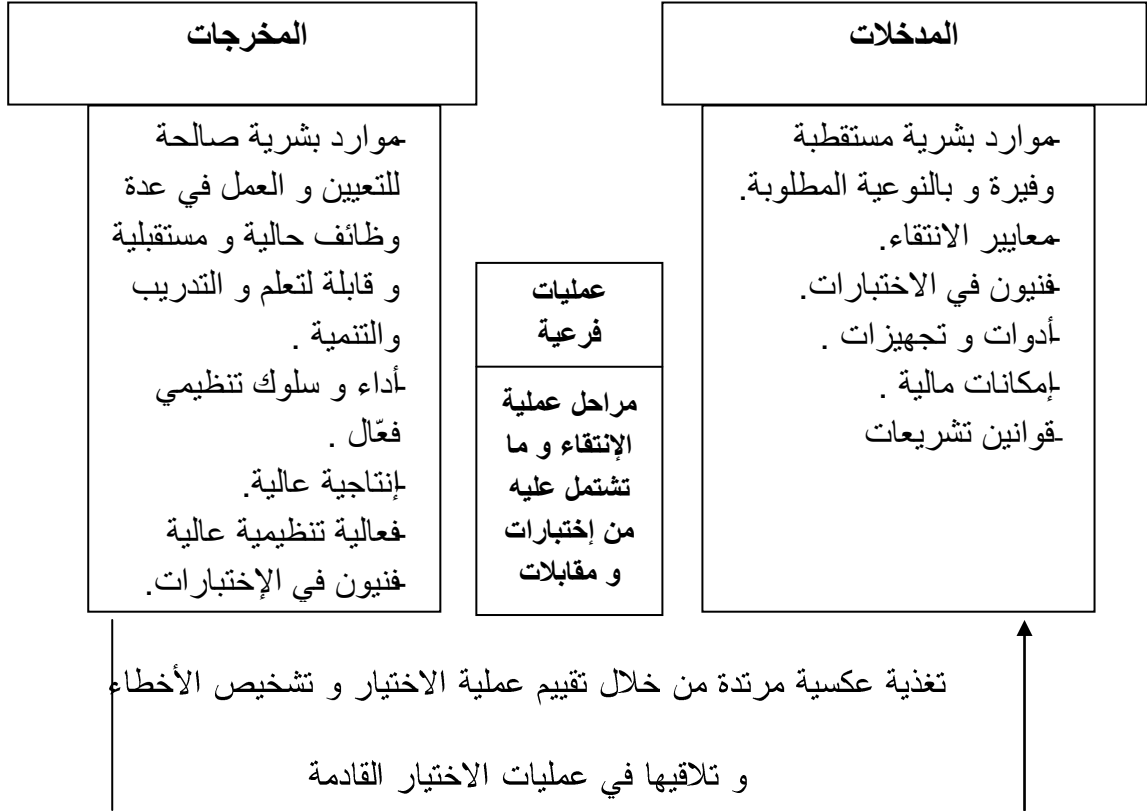 المدخلات
-موارد بشرية مستقطبة
وفيرة و بالنوعية المطلوبة.
-معايير الانتقاء.
-فنيون في الاختبارات.
-أدوات و تجهيزات .
-إمكانات مالية .
-قوانين تشريعات
عمليات
فرعية
مراحل عملية
الإنتقاء و ما
تشتمل عليه
من إختبارات
و مقابلات
المخرجات
-موارد بشرية صالحة
للتعيين و العمل في عدة
وظائف حالية و مستقبلية
و قابلة لتعلم و التدريب
والتنمية .
-أداء و سلوك تنظيمي
فعّال .
-إنتاجية عالية.
-فعالية تنظيمية عالية
-فنيون في الإختبارات.
تغذية عكسية مرتدة من خلال تقييم عملية الاختيار و تشخيص الأخطاء
و تلاقيها في عمليات الاختيار القادمة